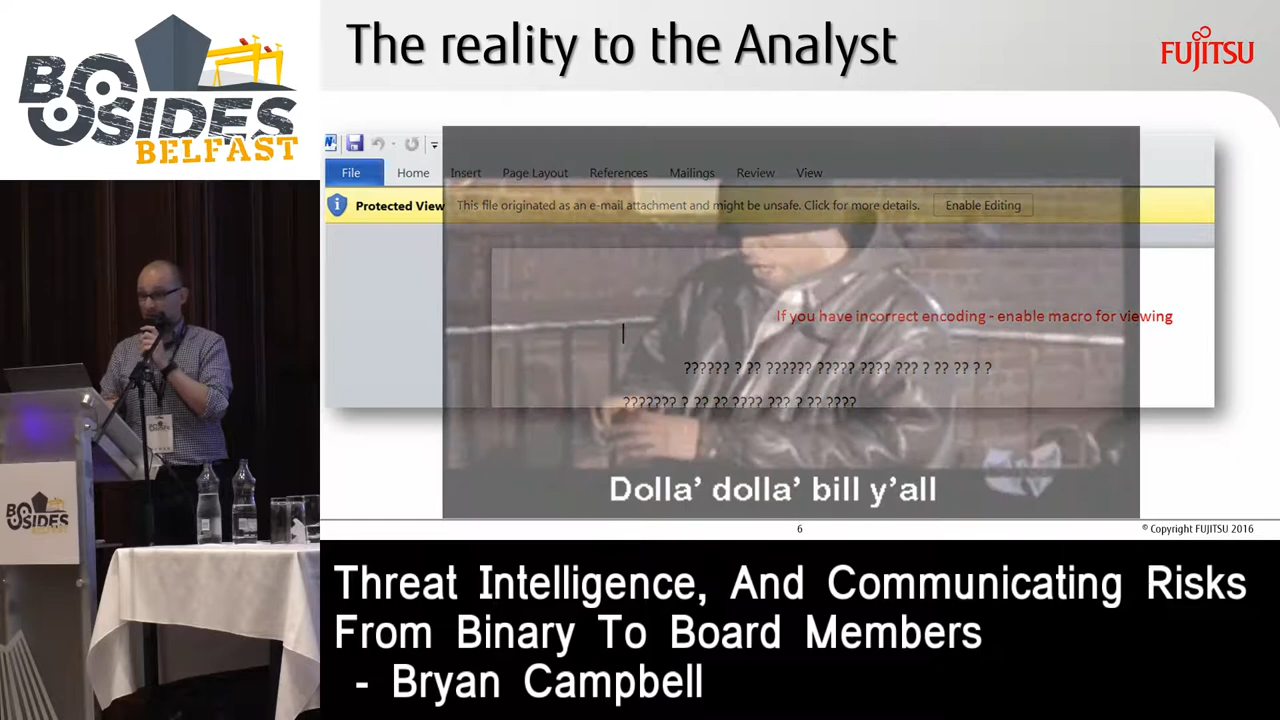 BSIDES
BELFAST
The reality to the Analyst
FUJITSU
File Home Insert Page Layout References Mailings Review View
Protected View This file originated as an e-mail attachment and might be unsafe. Click for more details. Enable Editing
If you have incorrect encoding - enable macro for viewing
?????? ? ?? ?????? ????? ???? ??? ? ?? ?? ? ?
??????? ? ?? ?? ???? ??? ? ?? ????
Dolla' dolla' bill y'all
6
© Copyright FUJITSU 2016
BSIDES
BELFAST
Threat Intelligence, And Communicating Risks
From Binary To Board Members
- Bryan Campbell